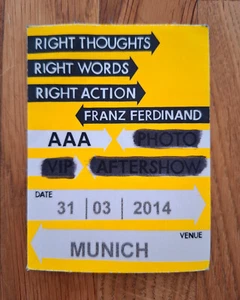 RIGHT THOUGHTS
RIGHT WORDS
RIGHT ACTION
FRANZ FERDINAND
AAA PHOTO
VIP AFTERSHOW
DATE
31 | 03 | 2014
VENUE
MUNICH